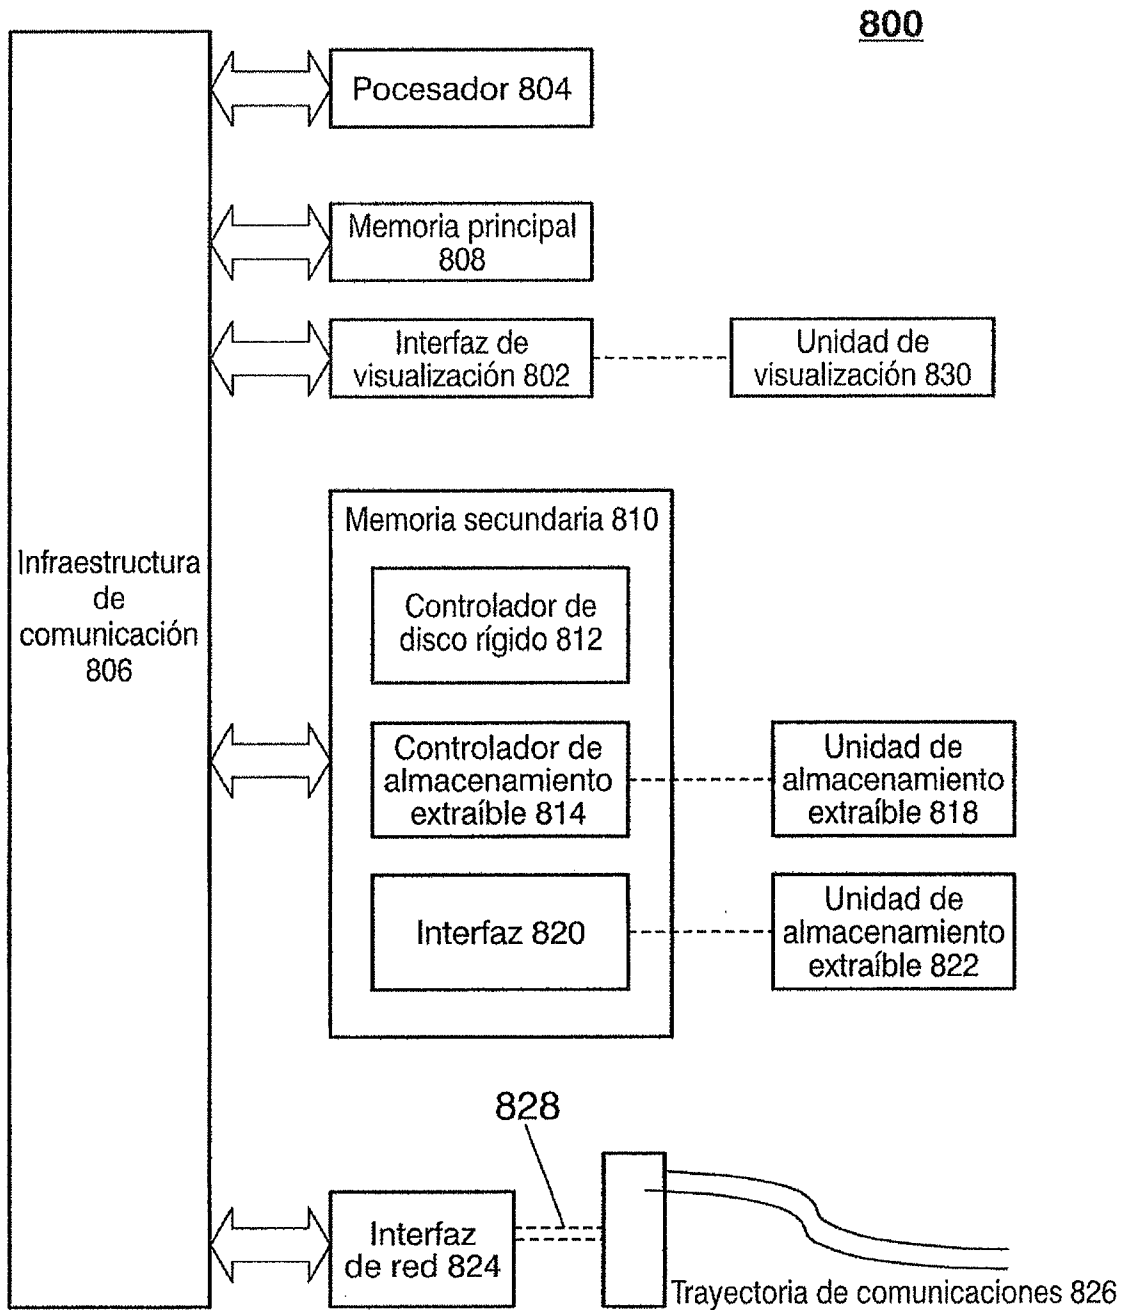 800
Pocesador 804
Memoria principal
808
Interfaz de
visualización 802
Unidad de
visualización 830
Infraestructura
de
comunicación
806
Memoria secundaria 810
Controlador de
disco rígido 812
Controlador de
almacenamiento
extraíble 814
Unidad de
almacenamiento
extraíble 818
Interfaz 820
Unidad de
almacenamiento
extraíble 822
828
Interfaz
de red 824
Trayectoria de comunicaciones 826